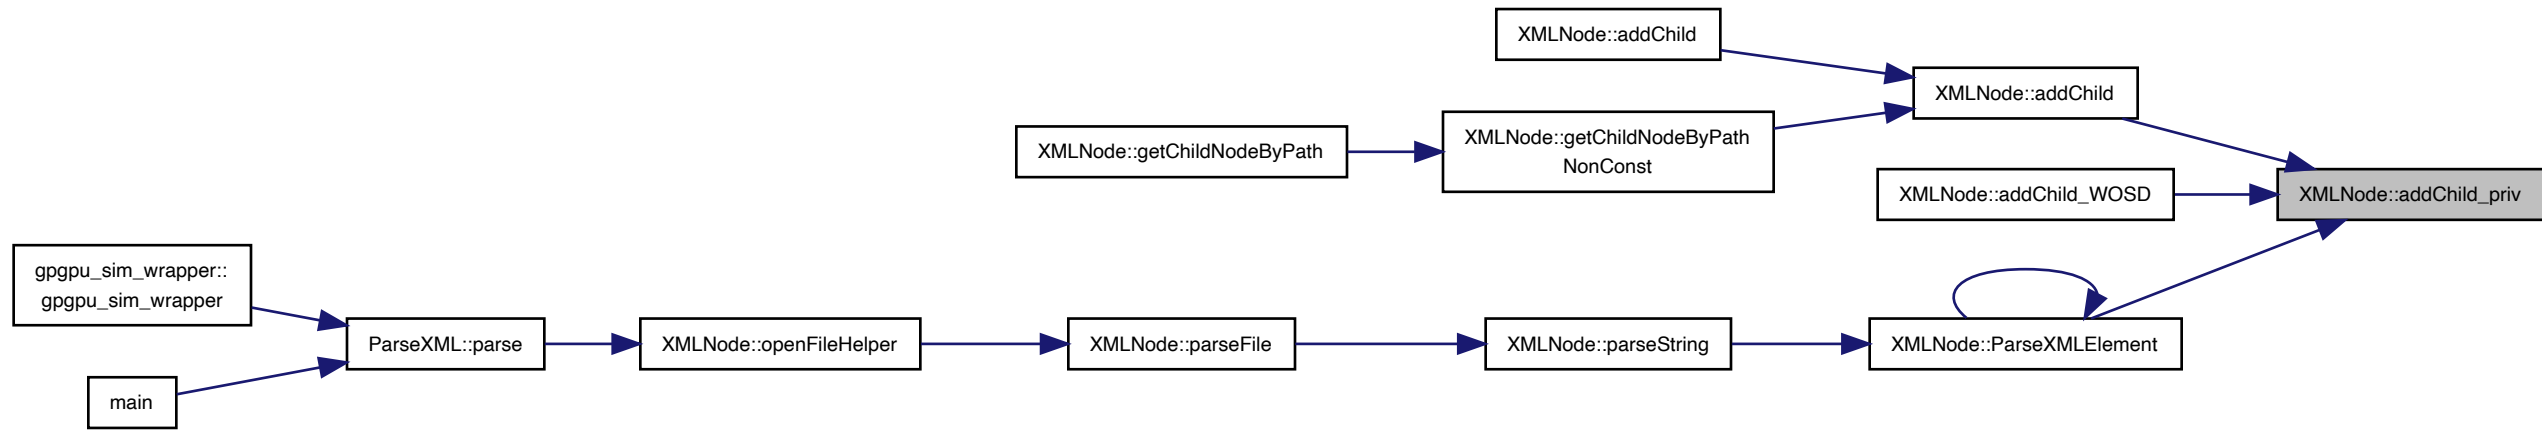 XMLNode::addChild
XMLNode::addChild
XMLNode::getChildNodeByPath
XMLNode::getChildNodeByPath
NonConst
XMLNode::addChild_WOSD
XMLNode::addChild_priv
gpgpu_sim_wrapper::
gpgpu_sim_wrapper
ParseXML::parse
XMLNode::openFileHelper
XMLNode::parseFile
XMLNode::parseString
XMLNode::ParseXMLElement
main